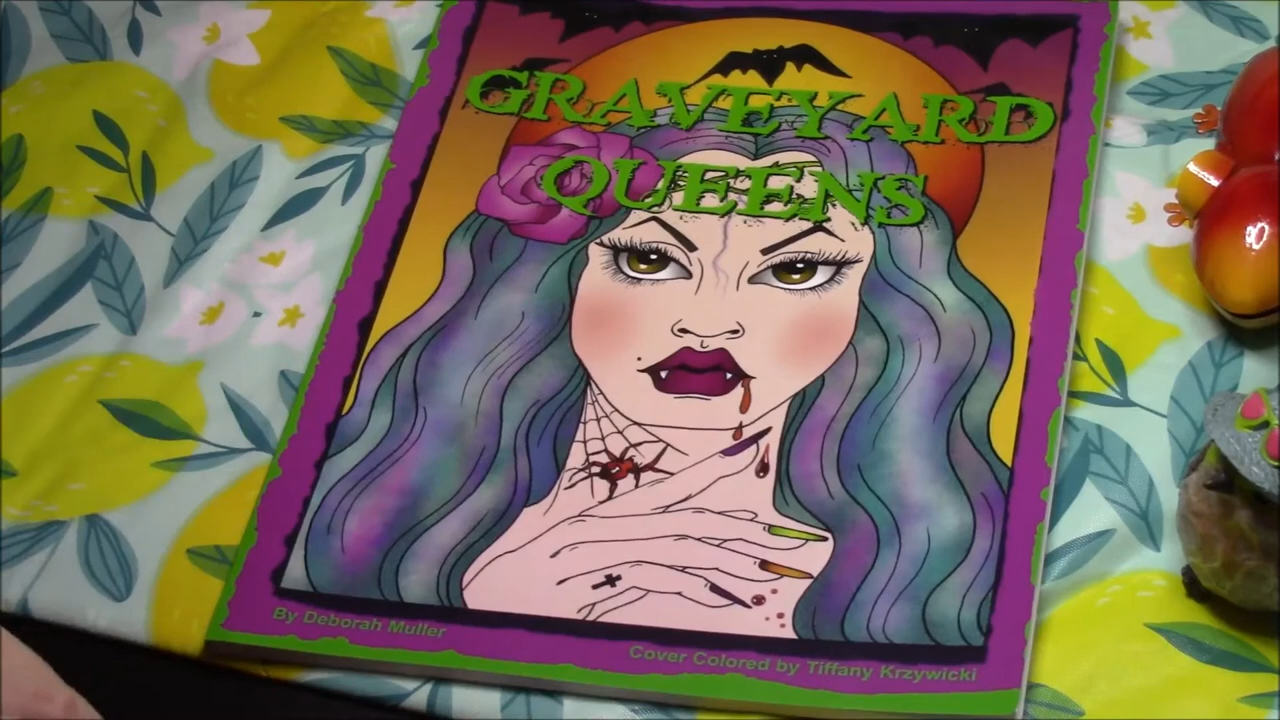 GRAVEYARD
QUEENS
By Deborah Muller
Cover Colored by Tiffany Krzywicki